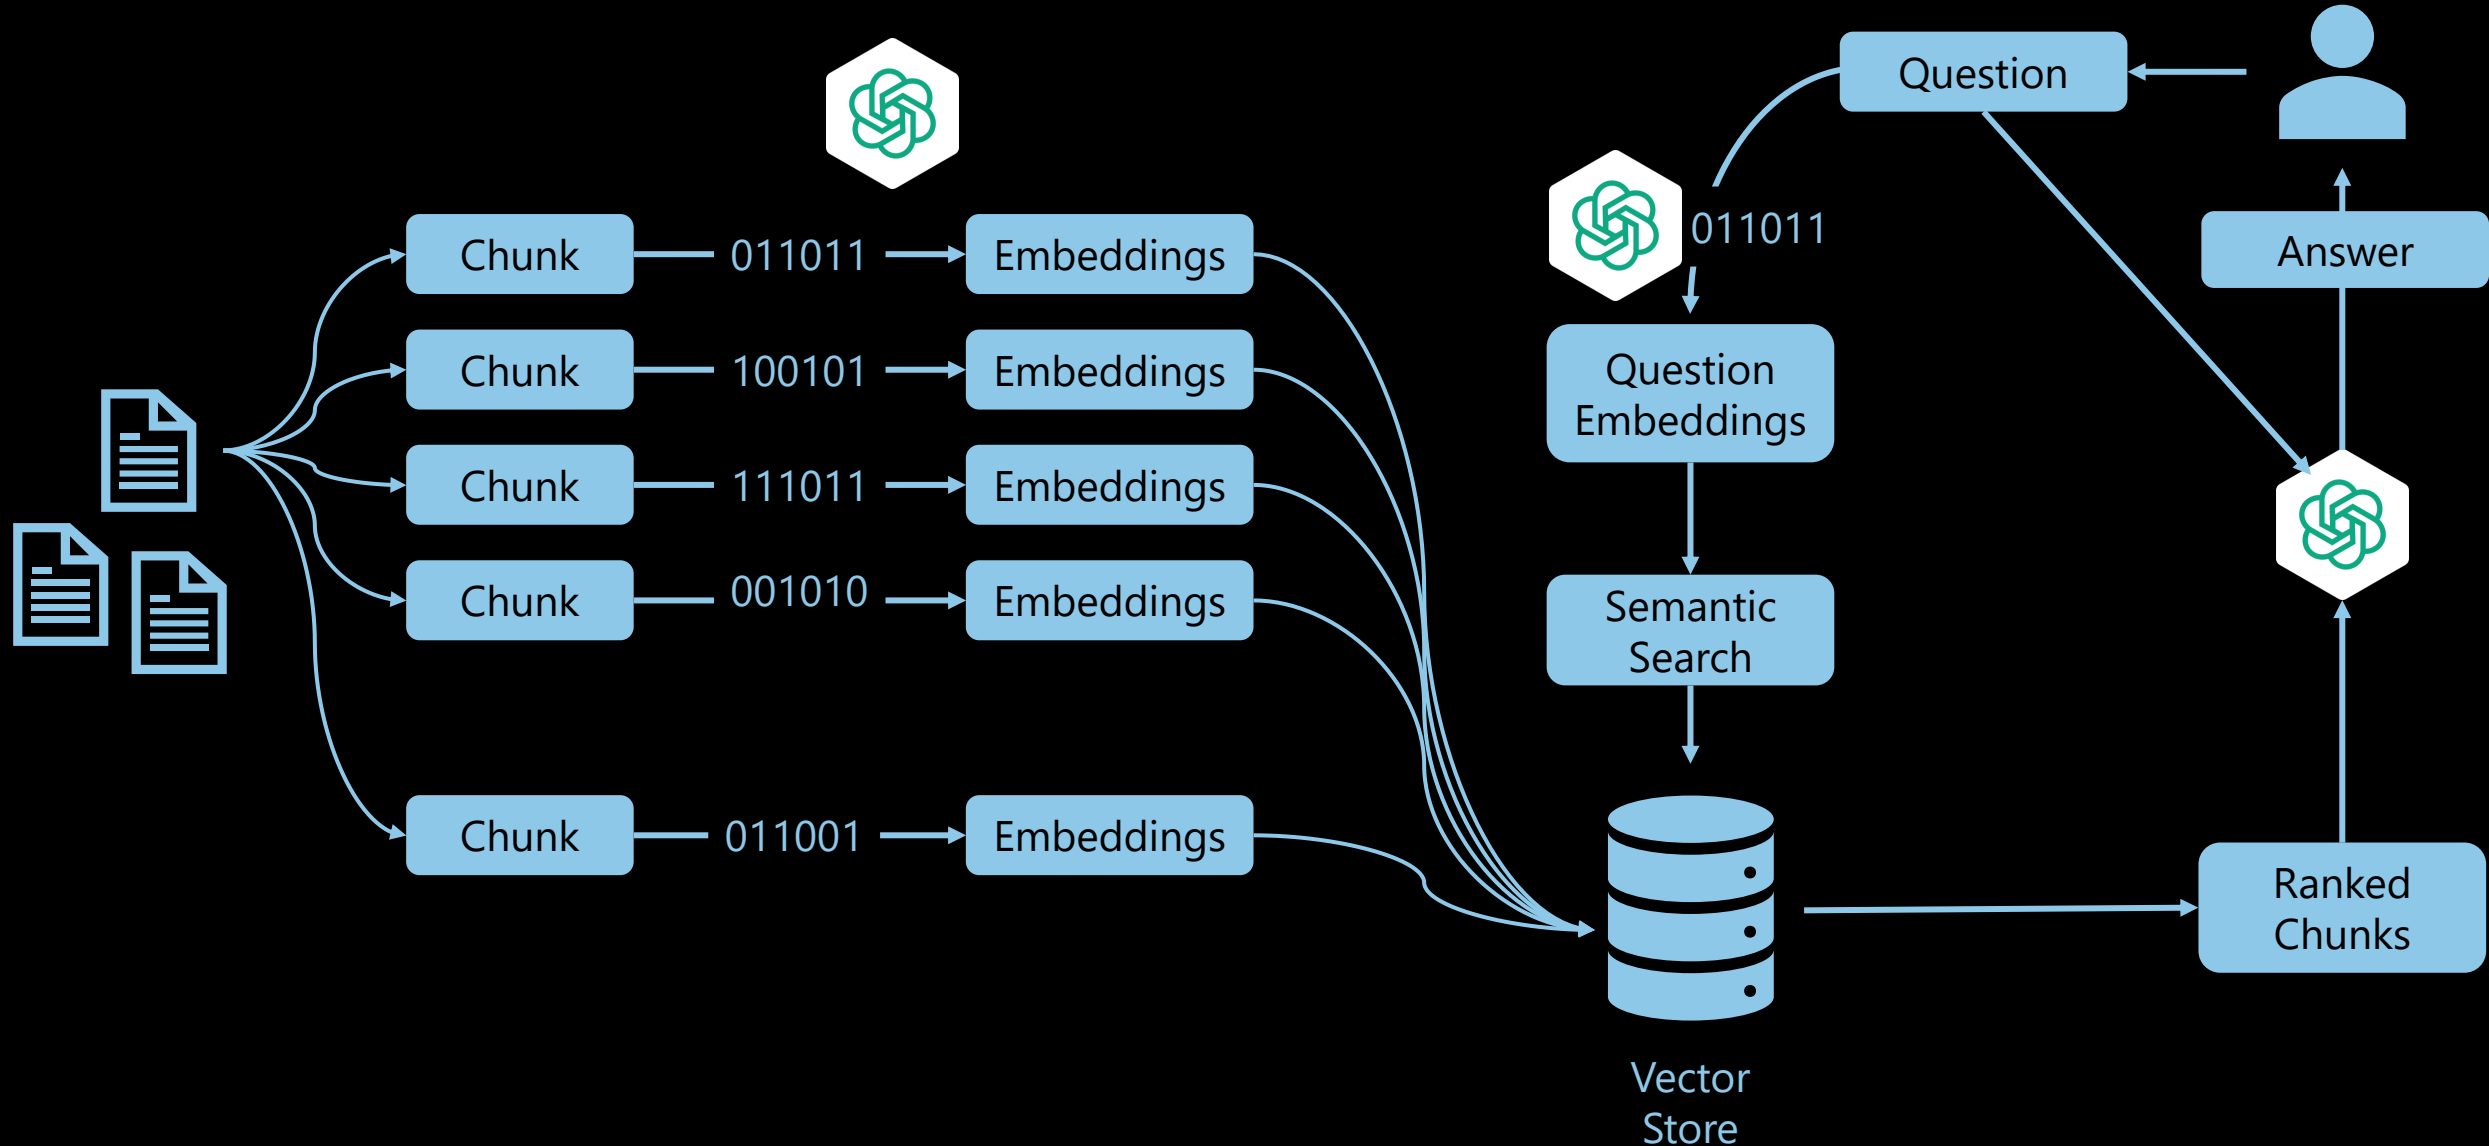 Question
011011
Answer
Chunk
011011
Embeddings
Chunk
100101
Embeddings
Chunk
111011
Embeddings
Chunk
001010
Embeddings
Chunk
011001
Embeddings
Question
Embeddings
Semantic
Search
Ranked
Chunks
Vector
Store